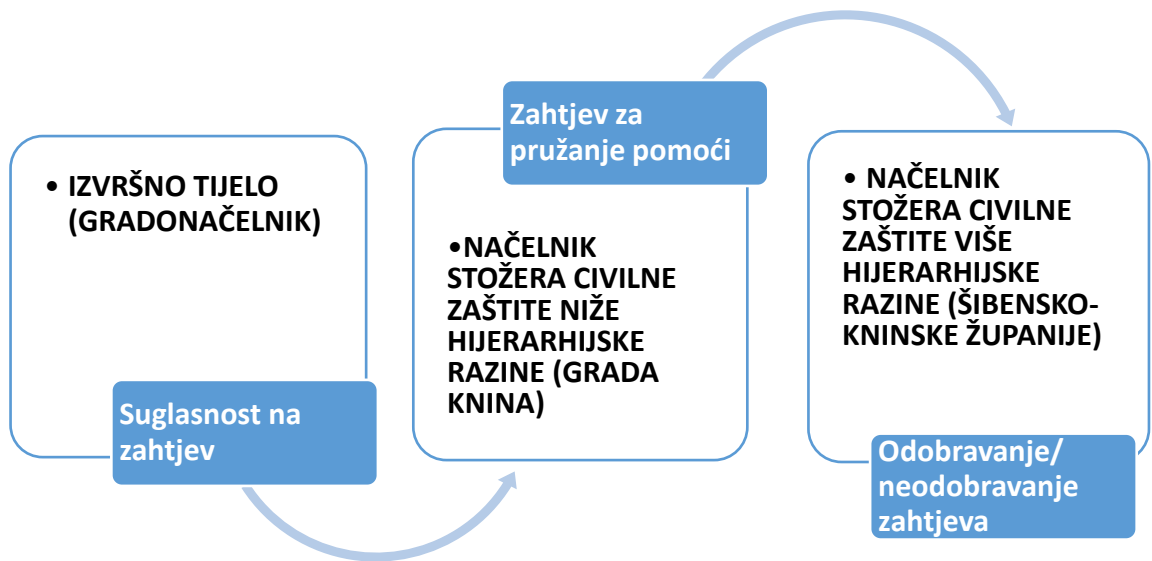 • IZVRŠNO TIJELO
(GRADONAČELNIK)
Suglasnost na
zahtjev
Zahtjev za
pružanje pomoći
•NAČELNIK
STOŽERA CIVILNE
ZAŠTITE NIŽE
HIJERARHIJSKE
RAZINE (GRADA
KNINA)
• NAČELNIK
STOŽERA CIVILNE
ZAŠTITE VIŠE
HIJERARHIJSKE
RAZINE (ŠIBENSKO-
KNINSKE ŽUPANIJE)
Odobravanje/
neodobravanje
zahtjeva